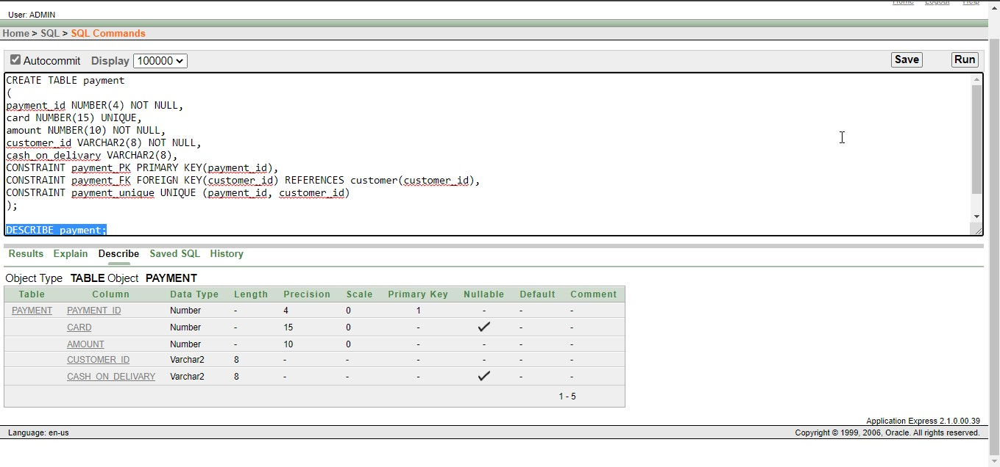 Home Logout Help
User: ADMIN
Home > SQL > SQL Commands
Autocommit Display 100000 Save Run
CREATE TABLE payment
(
payment_id NUMBER(4) NOT NULL,
card NUMBER(15) UNIQUE,
amount NUMBER(10) NOT NULL,
customer_id VARCHAR2(8) NOT NULL,
cash_on_delivary VARCHAR2(8),
CONSTRAINT payment_PK PRIMARY KEY(payment_id),
CONSTRAINT payment_FK FOREIGN KEY(customer_id) REFERENCES customer(customer_id),
CONSTRAINT payment_unique UNIQUE (payment_id, customer_id)
);
DESCRIBE payment;
Results Explain Describe Saved SQL History
Object Type TABLE Object PAYMENT
Table Column Data Type Length Precision Scale Primary Key Nullable Default Comment
PAYMENT PAYMENT_ID Number - 4 0 1 - - -
CARD Number - 15 0 - - -
AMOUNT Number - 10 0 - - - -
CUSTOMER_ID Varchar2 8 - - - - - -
CASH_ON_DELIVARY Varchar2 8 - - - - -
1 - 5
Application Express 2.1.0.00.39
Language: en-us Copyright © 1999, 2006, Oracle. All rights reserved.